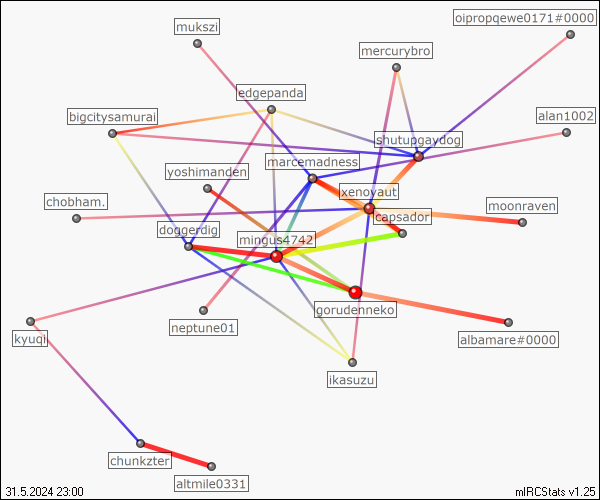 oipropqewe0171#0000
mukszi
mercurybro
edgepanda
bigcitysamurai
alan1002
shutupgaydog
marcemadness
yoshimanden
xenoyaut
chobham.
moonraven
capsador
doggerdig
mingus4742
gorudenneko
neptune01
kyuqi
albamare#0000
ikasuzu
chunkzter
altmile0331
31.5.2024 23:00
mIRCStats v1.25